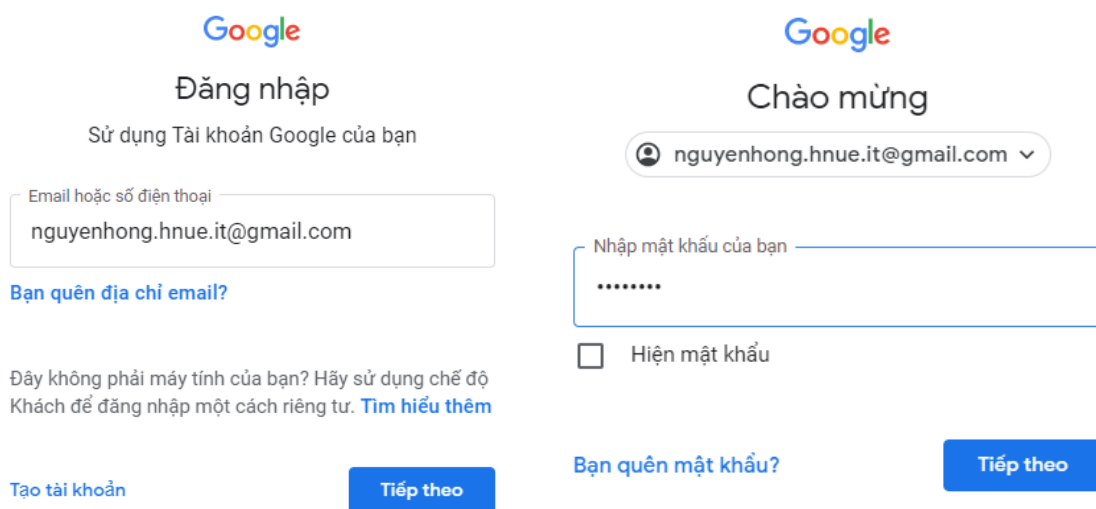 Google
Đăng nhập
Sử dụng Tài khoản Google của bạn
Email hoặc số điện thoại
nguyenhong.hnue.it@gmail.com
Bạn quên địa chỉ email?
Đây không phải máy tính của bạn? Hãy sử dụng chế độ
Khách để đăng nhập một cách riêng tư. Tìm hiểu thêm
Tạo tài khoản
Tiếp theo
Google
Chào mừng
nguyenhong.hnue.it@gmail.com
Nhập mật khẩu của bạn
••••••••
Hiện mật khẩu
Bạn quên mật khẩu?
Tiếp theo